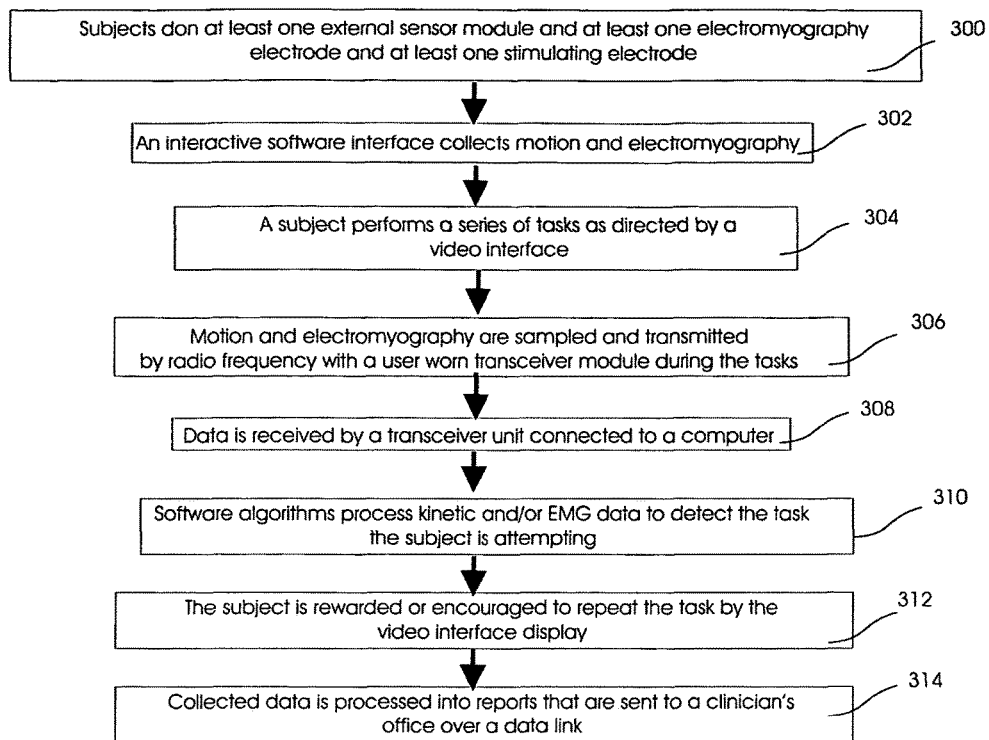 Subjects don at least one external sensor module and at least one electromyography
electrode and at least one stimulating electrode
300
An interactive software interface collects motion and electromyography
302
A subject performs a series of tasks as directed by a
video interface
304
Motion and electromyography are sampled and transmitted
by radio frequency with a user worn transceiver module during the tasks
306
Data is received by a transceiver unit connected to a computer
308
Software algorithms process kinetic and/or EMG data to detect the task
the subject is attempting
310
The subject is rewarded or encouraged to repeat the task by the
video interface display
312
Collected data is processed into reports that are sent to a clinician's
office over a data link
314